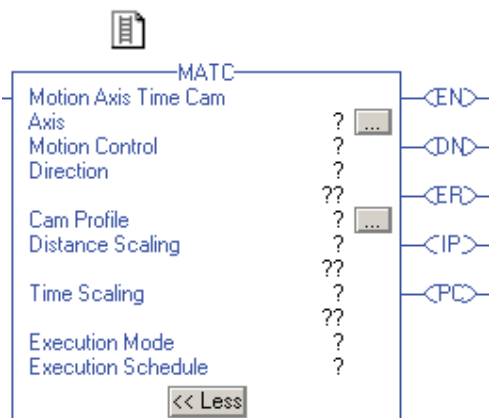 MATC
Motion Axis Time Cam EN
Axis ? ...
Motion Control ? DN
Direction ?
?? ER
Cam Profile ? ...
Distance Scaling ? IP
??
Time Scaling ? PC
??
Execution Mode ?
Execution Schedule ?
<< Less